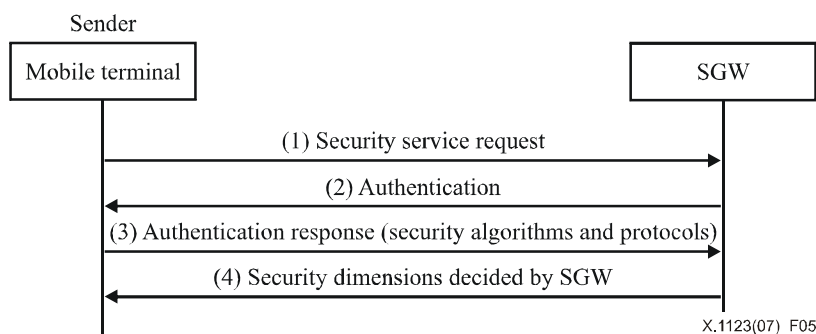 Sender
Mobile terminal
SGW
(1) Security service request
(2) Authentication
(3) Authentication response (security algorithms and protocols)
(4) Security dimensions decided by SGW
X.1123(07)_F05